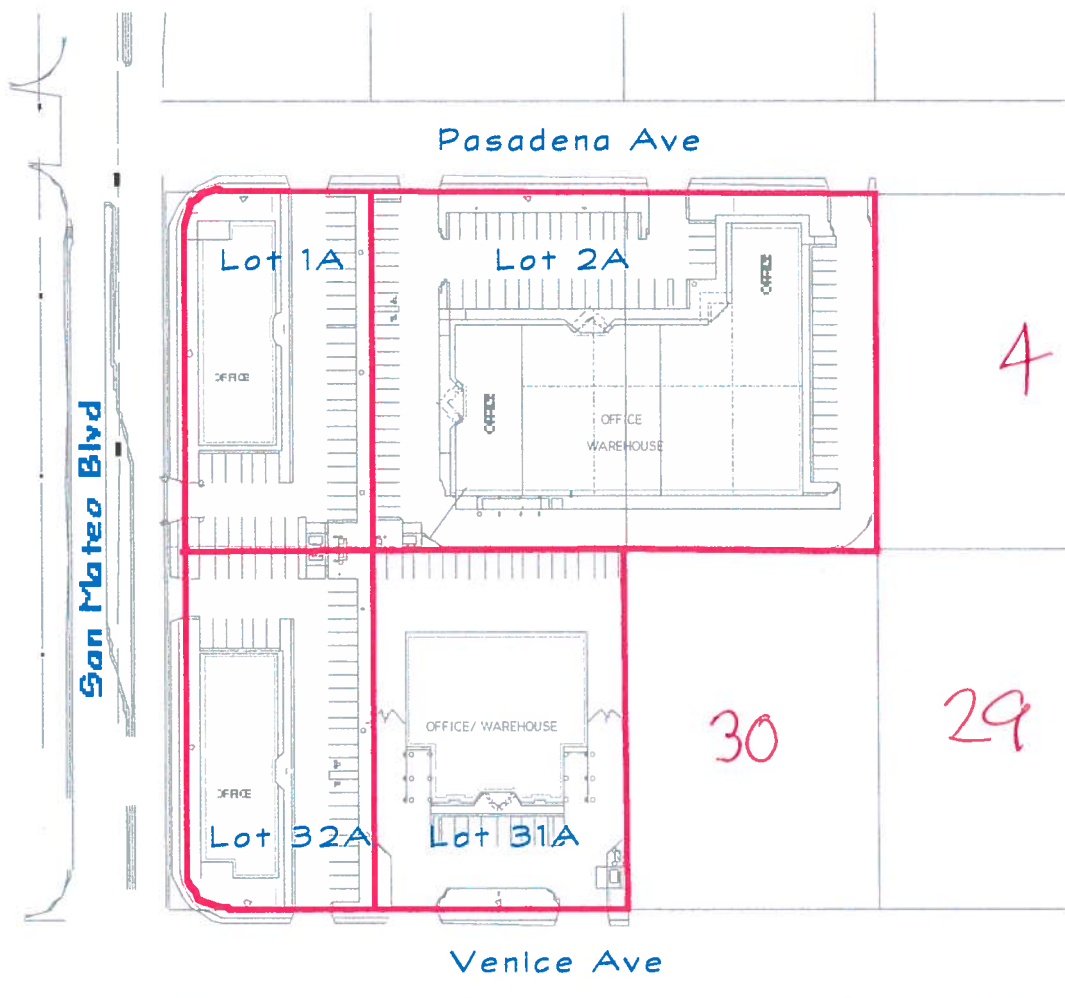 Pasadena Ave
Lot 1A
Lot 2A
OFFICE
4
OFFICE
OFFICE
OFFICE
WAREHOUSE
San Mateo Blvd
30
29
OFFICE/ WAREHOUSE
OFFICE
Lot 32A
Lot 31A
Venice Ave